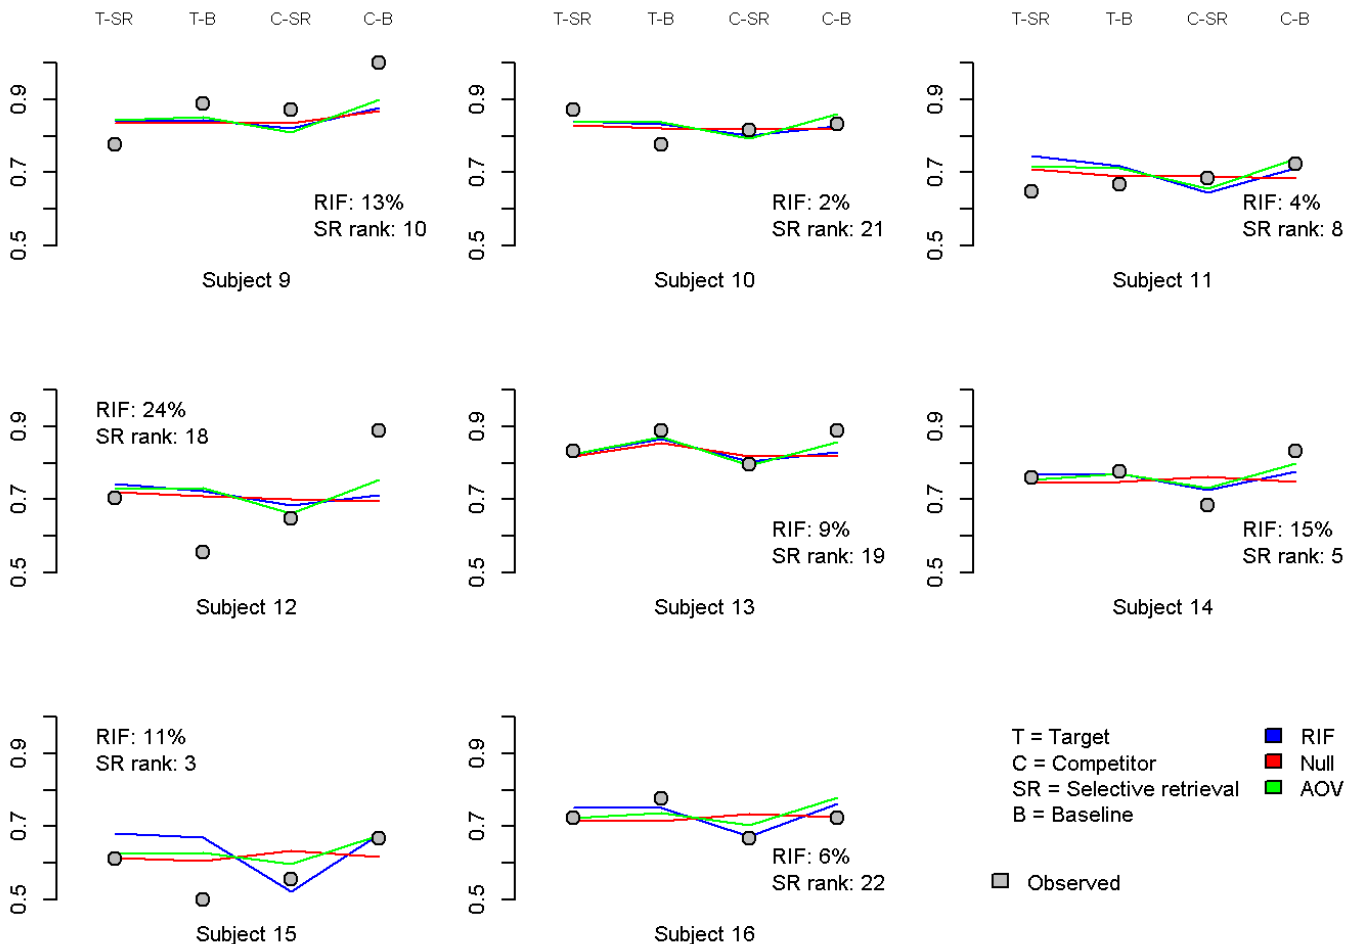 T-SR T-B C-SR C-B T-SR T-B C-SR C-B T-SR T-B C-SR C-B
0.9
0.7
0.5
RIF: 13%
SR rank: 10
Subject 9
0.9
0.7
0.5
RIF: 2%
SR rank: 21
Subject 10
0.9
0.7
0.5
RIF: 4%
SR rank: 8
Subject 11
0.9
0.7
0.5
RIF: 24%
SR rank: 18
Subject 12
0.9
0.7
0.5
RIF: 9%
SR rank: 19
Subject 13
0.9
0.7
0.5
RIF: 15%
SR rank: 5
Subject 14
0.9
0.7
0.5
RIF: 11%
SR rank: 3
Subject 15
0.9
0.7
0.5
RIF: 6%
SR rank: 22
Subject 16
T = Target
C = Competitor
SR = Selective retrieval
B = Baseline
RIF
Null
AOV
Observed